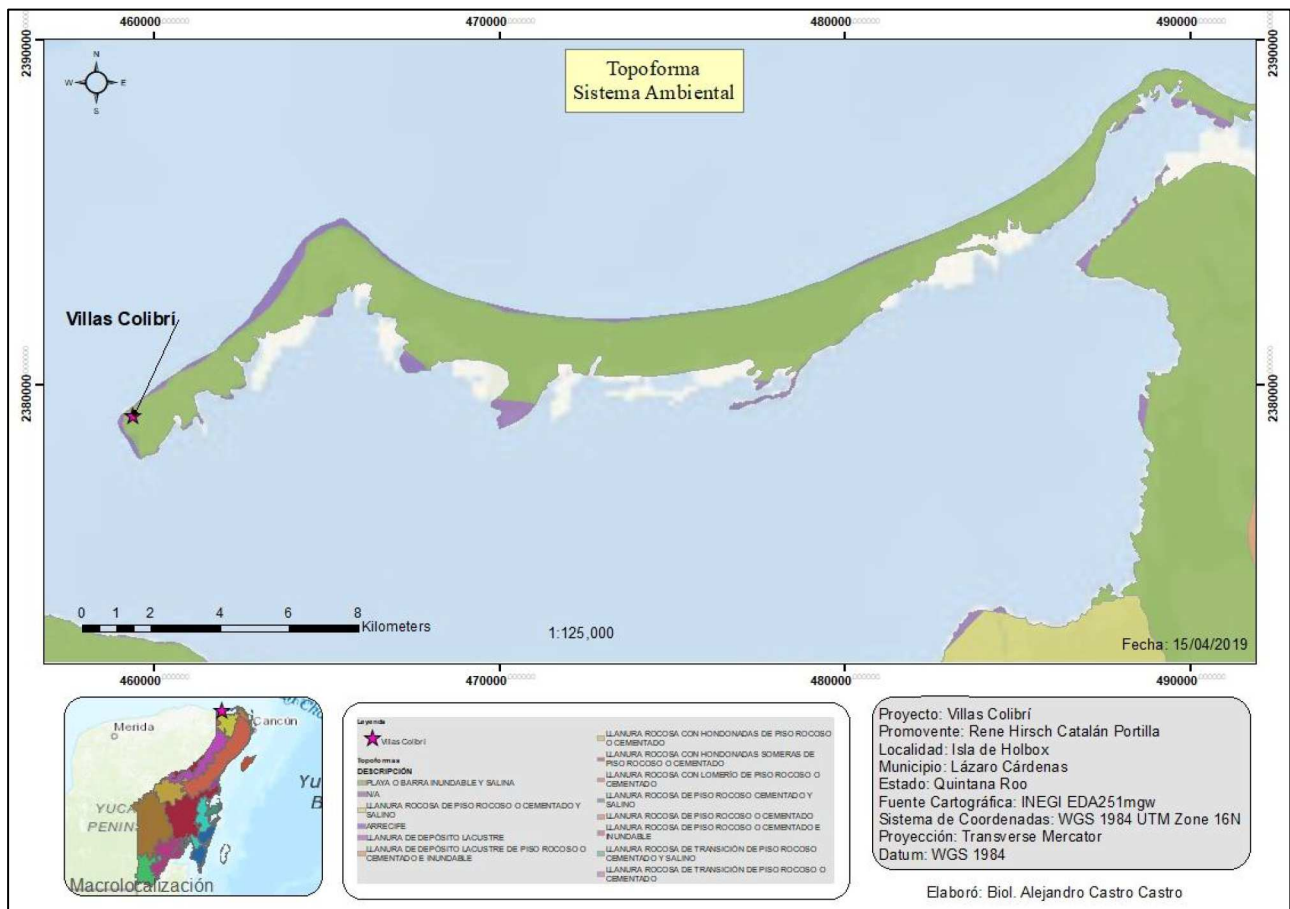 460000
470000
480000
490000
2390000
2390000
N
W
E
S
Topoforma
Sistema Ambiental
Villas Colibrí
2380000
2380000
0 1 2 4 6 8
Kilometers
1:125,000
Fecha: 15/04/2019
460000
470000
480000
490000
Merida
Cancún
YUCA
PENINS
Macrolocalización
Leyenda
Villas Colibrí
Topoformas
DESCRIPCIÓN
PLAYA O BARRA INUNDABLE Y SALINA
N/A
LLANURA ROCOSA DE PISO ROCOSO O CEMENTADO Y
SALINO
ARRECIFE
LLANURA DE DEPÓSITO LACUSTRE
LLANURA DE DEPÓSITO LACUSTRE DE PISO ROCOSO O
CEMENTADO E INUNDABLE
LLANURA ROCOSA CON HONDONADAS DE PISO ROCOSO
O CEMENTADO
LLANURA ROCOSA CON HONDONADAS SOMERAS DE
PISO ROCOSO O CEMENTADO
LLANURA ROCOSA CON LOMERÍO DE PISO ROCOSO O
CEMENTADO
LLANURA ROCOSA DE PISO ROCOSO CEMENTADO Y
SALINO
LLANURA ROCOSA DE PISO ROCOSO O CEMENTADO
LLANURA ROCOSA DE PISO ROCOSO O CEMENTADO E
INUNDABLE
LLANURA ROCOSA DE TRANSICIÓN DE PISO ROCOSO
CEMENTADO Y SALINO
LLANURA ROCOSA DE TRANSICIÓN DE PISO ROCOSO O
CEMENTADO
Proyecto: Villas Colibrí
Promovente: Rene Hirsch Catalán Portilla
Localidad: Isla de Holbox
Municipio: Lázaro Cárdenas
Estado: Quintana Roo
Fuente Cartográfica: INEGI EDA251mgw
Sistema de Coordenadas: WGS 1984 UTM Zone 16N
Proyección: Transverse Mercator
Datum: WGS 1984
Elaboró: Biol. Alejandro Castro Castro